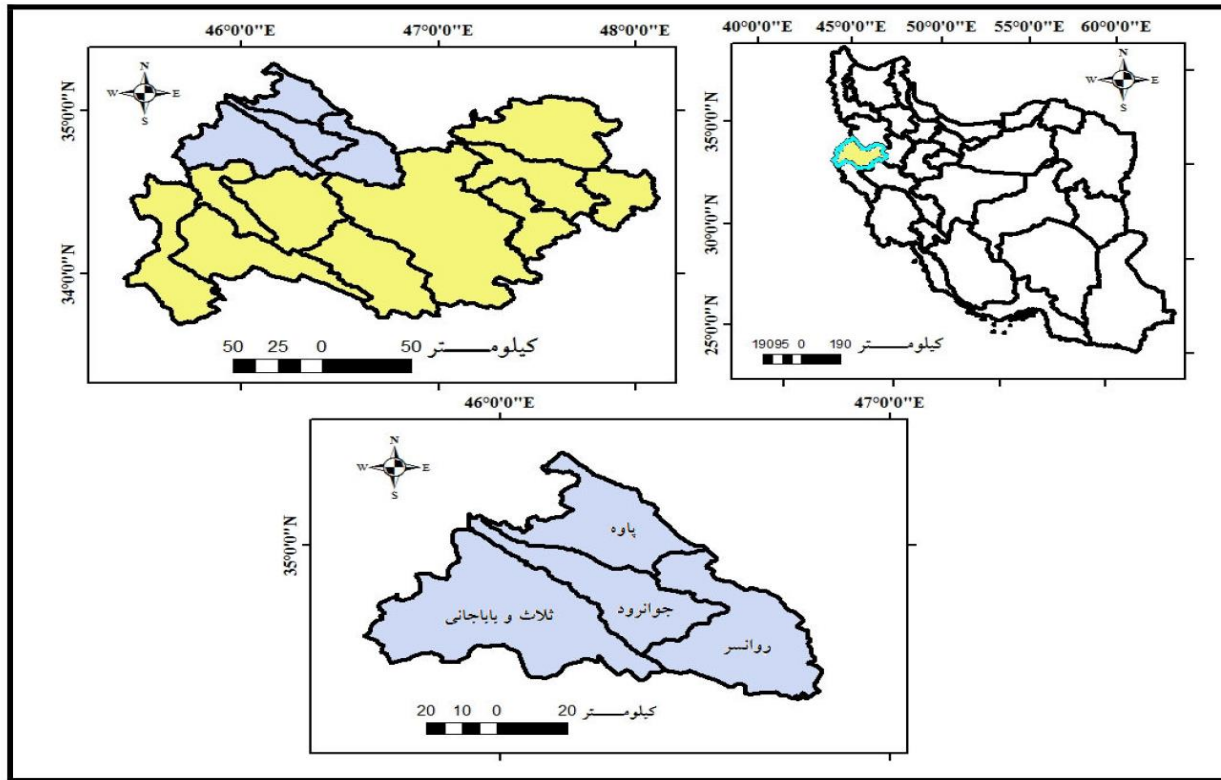 46°0'0"E 47°0'0"E 48°0'0"E
35°0'0"N
34°0'0"N
N
W E
S
50 25 0 50 کیلومتر
40°0'0"E 45°0'0"E 50°0'0"E 55°0'0"E 60°0'0"E
35°0'0"N
30°0'0"N
25°0'0"N
N
W E
S
190 95 0 190 کیلومتر
46°0'0"E 47°0'0"E
35°0'0"N
N
W E
S
پاوه
جوانرود
ثلاث و باباجانی
روانسر
20 10 0 20 کیلومتر